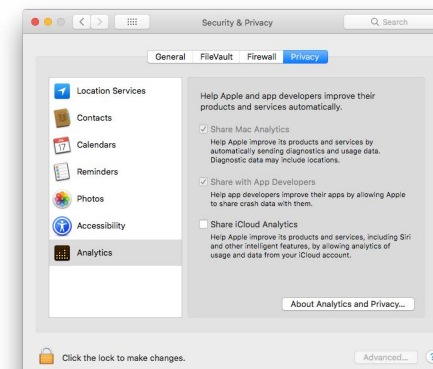 Security & Privacy
Search
General FileVault Firewall Privacy
Location Services
Contacts
17
Calendars
Reminders
Photos
Accessibility
Analytics
Help Apple and app developers improve their
products and services automatically.
Share Mac Analytics
Help Apple improve its products and services by
automatically sending diagnostics and usage data.
Diagnostic data may include locations.
Share with App Developers
Help app developers improve their apps by allowing Apple
to share crash data with them.
Share iCloud Analytics
Help Apple improve its products and services, including Siri
and other intelligent features, by allowing analytics of
usage and data from your iCloud account.
About Analytics and Privacy...
Click the lock to make changes.
Advanced...
?